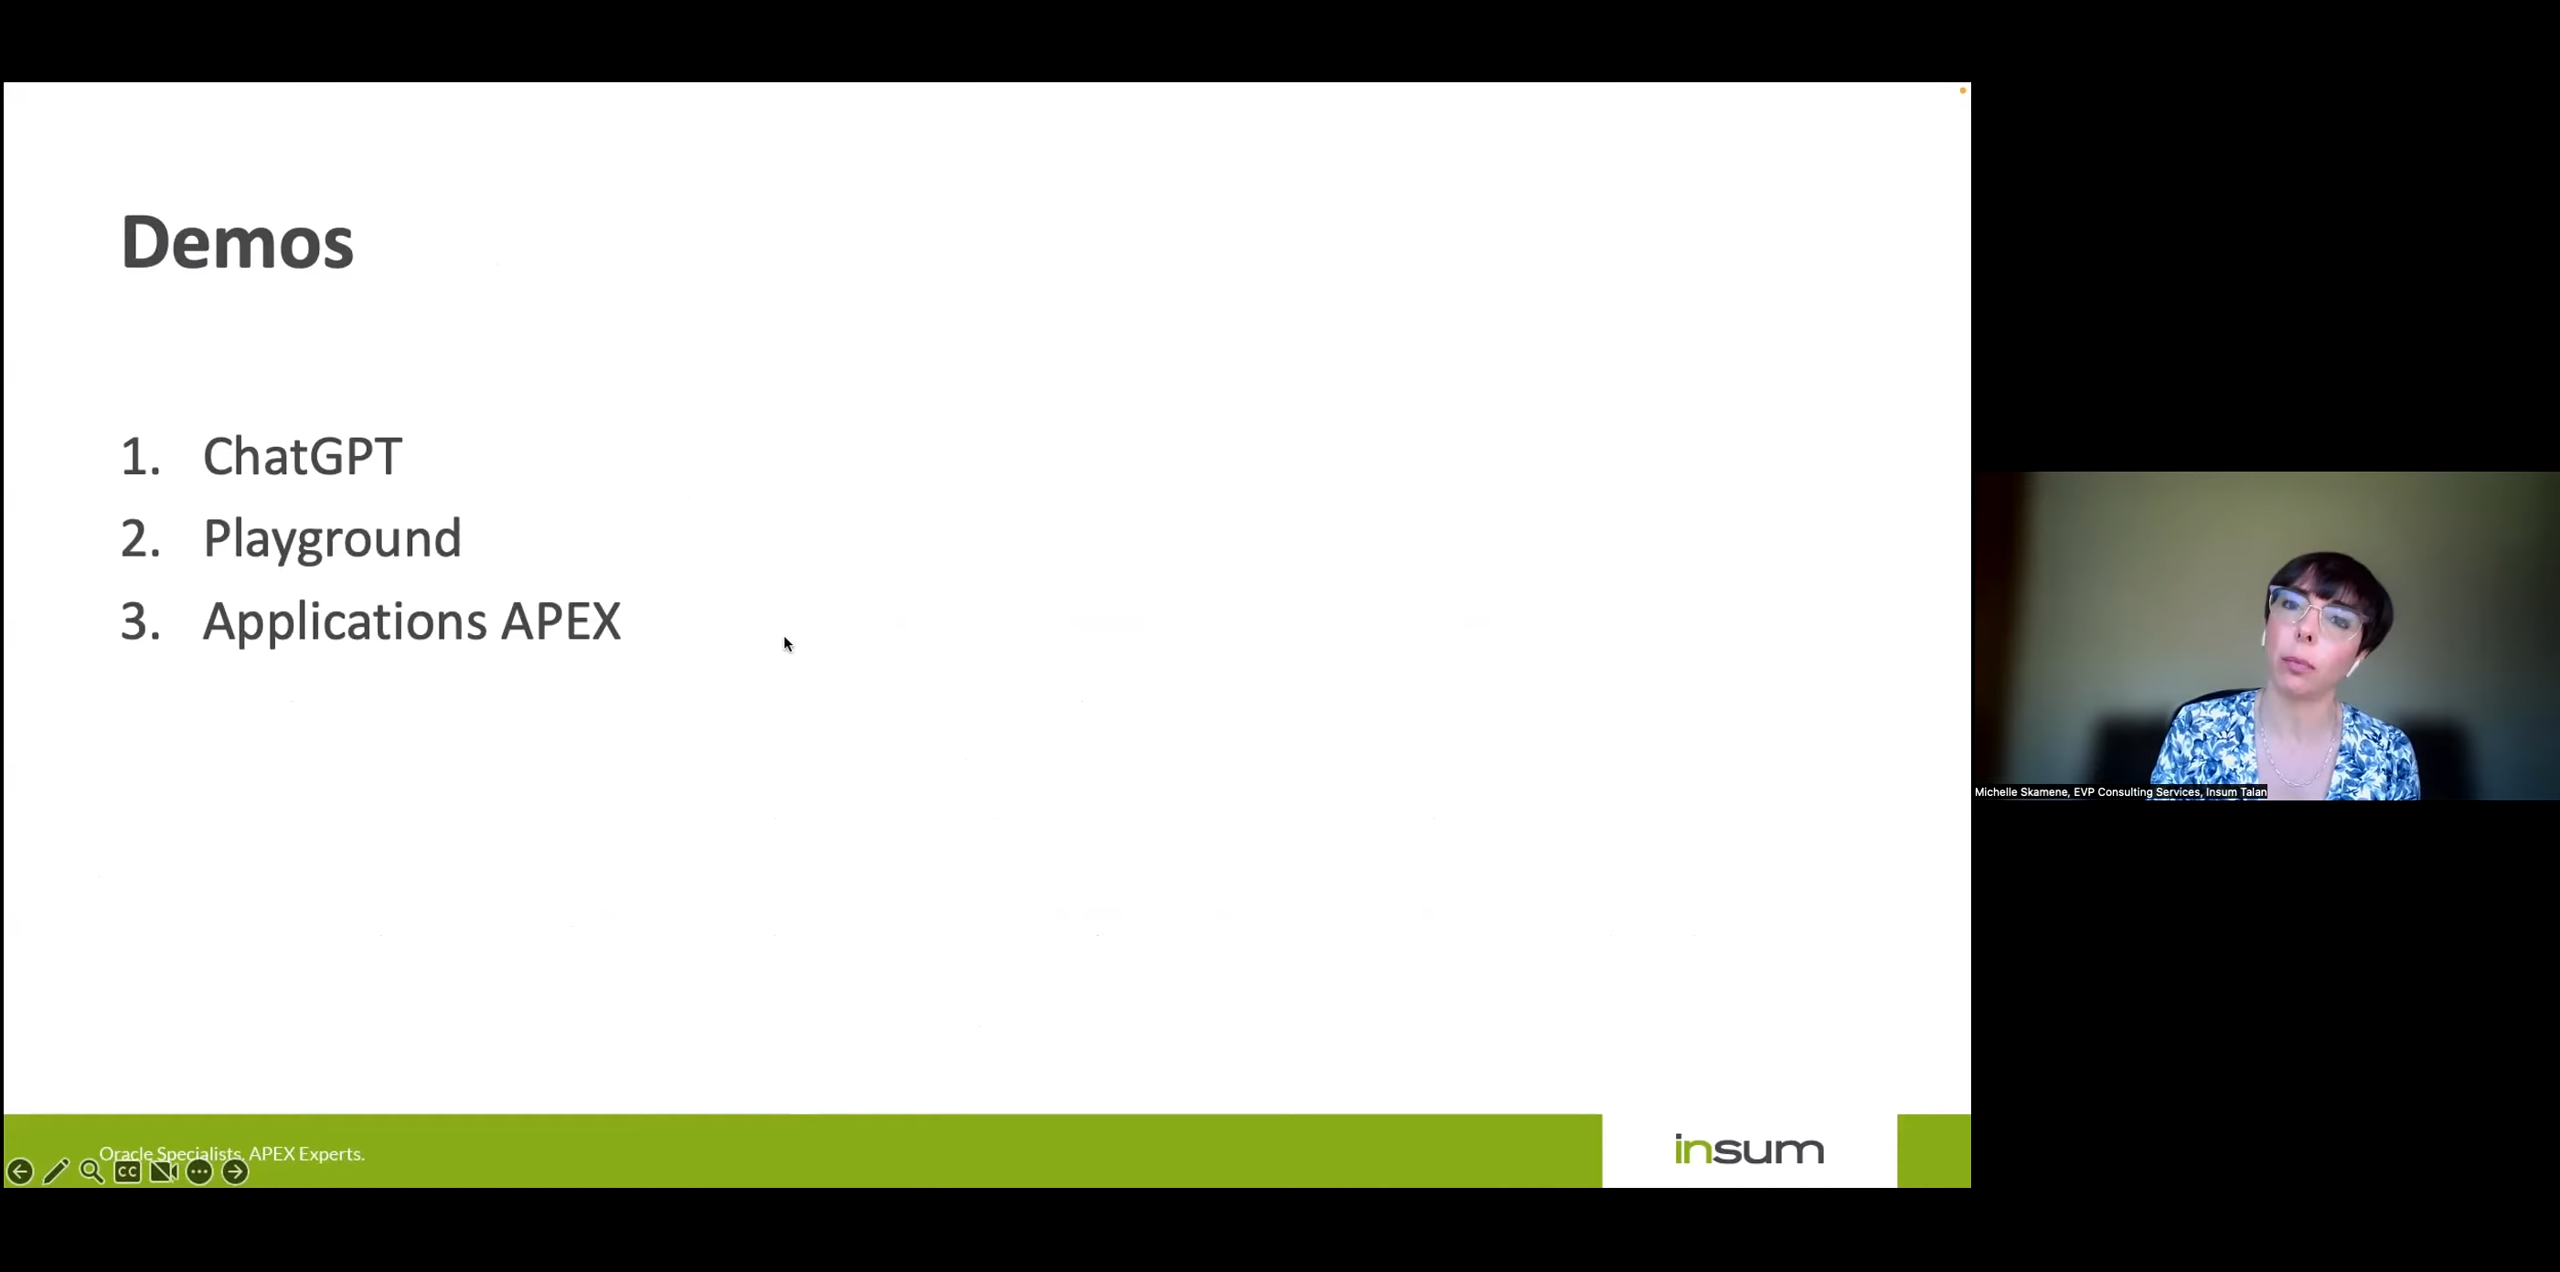 Demos
1. ChatGPT
2. Playground
3. Applications APEX
Michelle Skamene, EVP Consulting Services, Insum Talan
Oracle Specialists. APEX Experts.
CC
insum